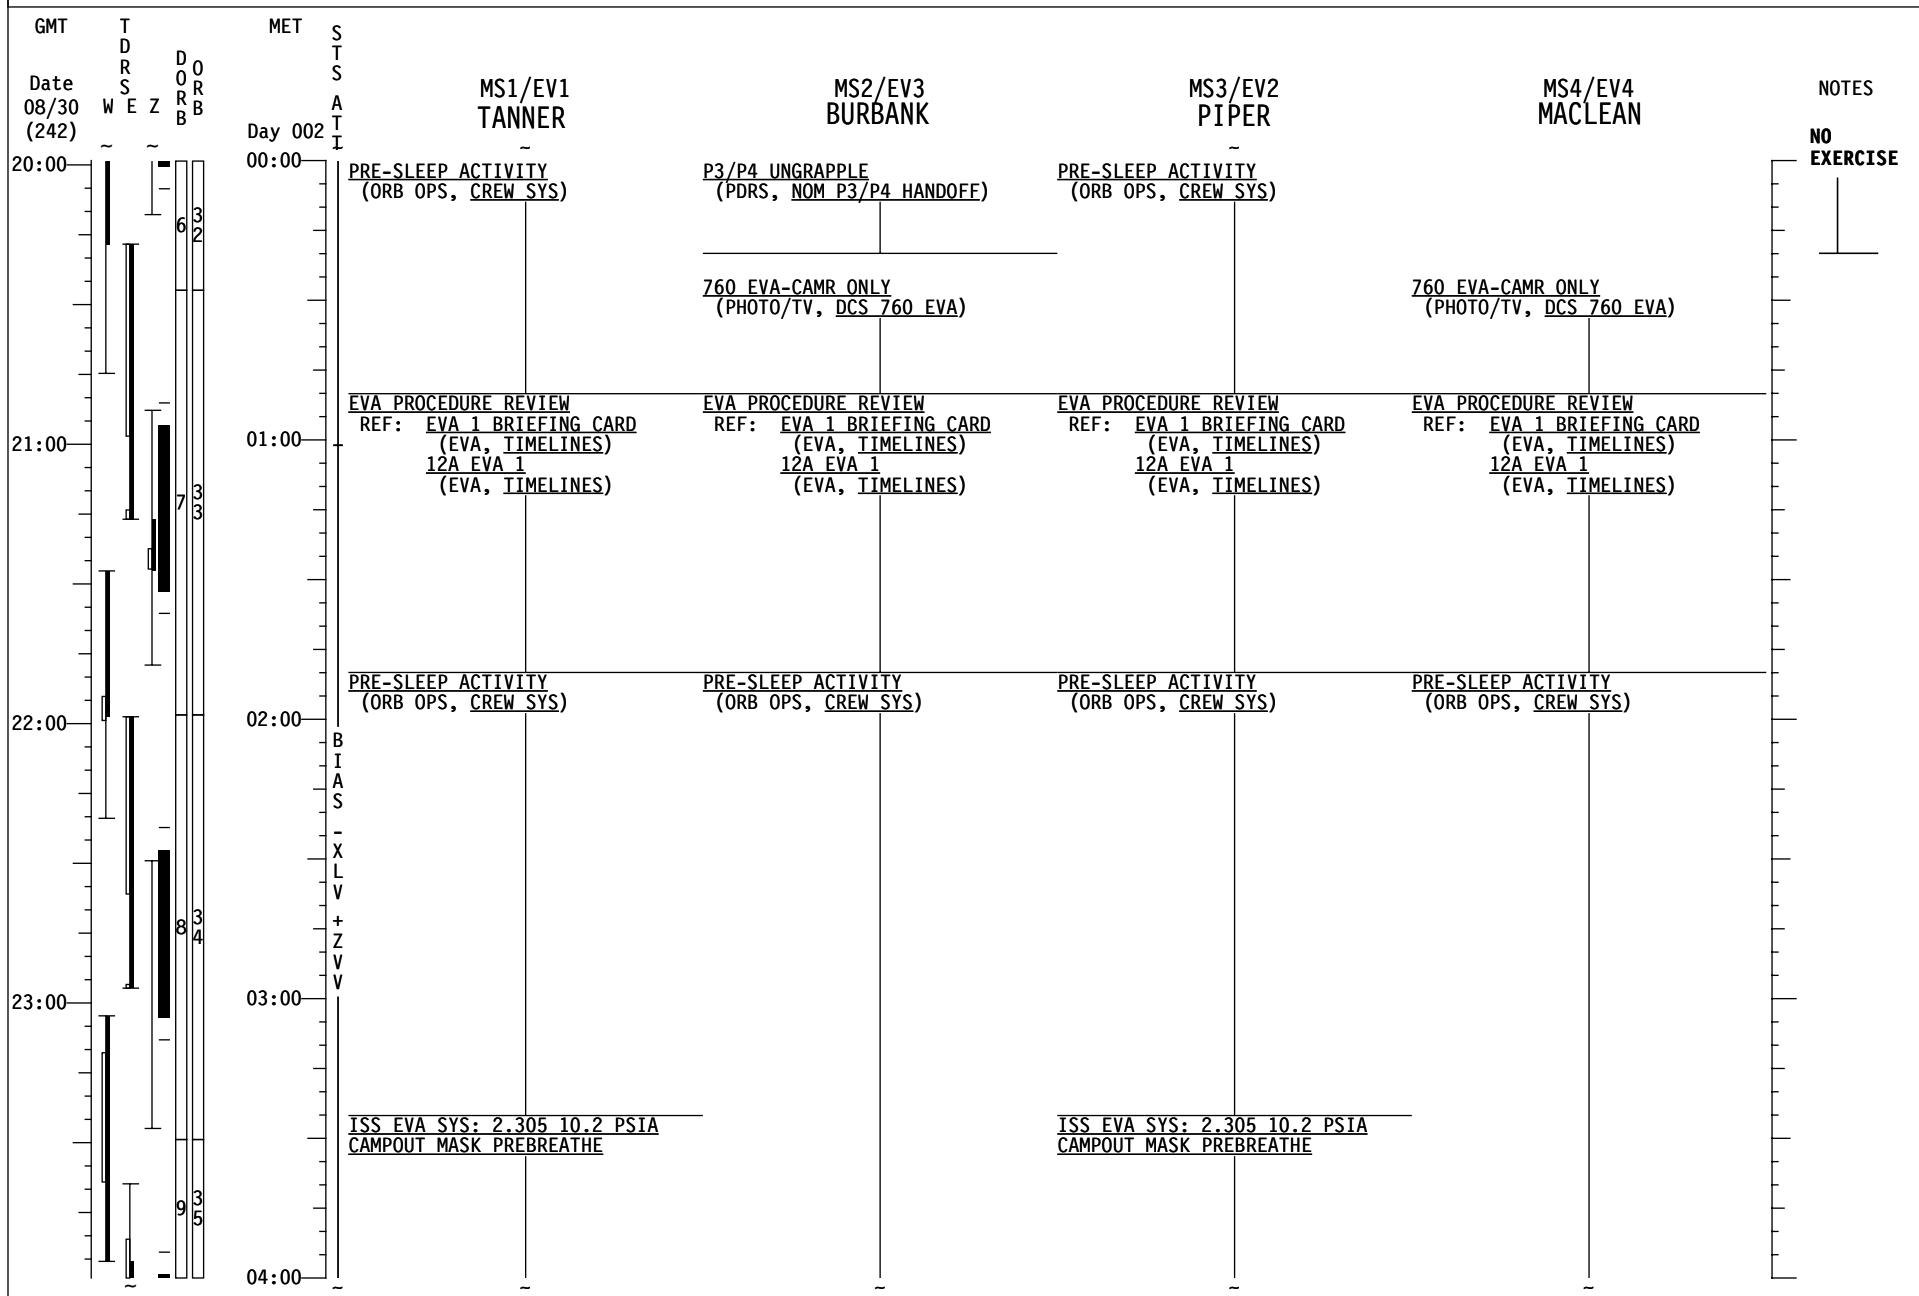 GMT
TDRS
DORB
ORB
MET
STS ATT
Date
08/30
(242)
W E Z
Day 002
MS1/EV1
TANNER
MS2/EV3
BURBANK
MS3/EV2
PIPER
MS4/EV4
MACLEAN
NOTES
NO
EXERCISE
~ ~ ~ ~ ~
20:00
00:00
PRE-SLEEP ACTIVITY
(ORB OPS, CREW SYS)
P3/P4 UNGRAPPLE
(PDRS, NOM P3/P4 HANDOFF)
PRE-SLEEP ACTIVITY
(ORB OPS, CREW SYS)
6
32
760 EVA-CAMR ONLY
(PHOTO/TV, DCS 760 EVA)
760 EVA-CAMR ONLY
(PHOTO/TV, DCS 760 EVA)
21:00
01:00
EVA PROCEDURE REVIEW
REF: EVA 1 BRIEFING CARD
(EVA, TIMELINES)
12A EVA 1
(EVA, TIMELINES)
EVA PROCEDURE REVIEW
REF: EVA 1 BRIEFING CARD
(EVA, TIMELINES)
12A EVA 1
(EVA, TIMELINES)
EVA PROCEDURE REVIEW
REF: EVA 1 BRIEFING CARD
(EVA, TIMELINES)
12A EVA 1
(EVA, TIMELINES)
EVA PROCEDURE REVIEW
REF: EVA 1 BRIEFING CARD
(EVA, TIMELINES)
12A EVA 1
(EVA, TIMELINES)
7
33
22:00
02:00
PRE-SLEEP ACTIVITY
(ORB OPS, CREW SYS)
PRE-SLEEP ACTIVITY
(ORB OPS, CREW SYS)
PRE-SLEEP ACTIVITY
(ORB OPS, CREW SYS)
PRE-SLEEP ACTIVITY
(ORB OPS, CREW SYS)
BIAS -XLV +ZVV
8
34
23:00
03:00
ISS EVA SYS: 2.305 10.2 PSIA
CAMPOUT MASK PREBREATHE
ISS EVA SYS: 2.305 10.2 PSIA
CAMPOUT MASK PREBREATHE
9
35
04:00
~ ~ ~ ~ ~ ~